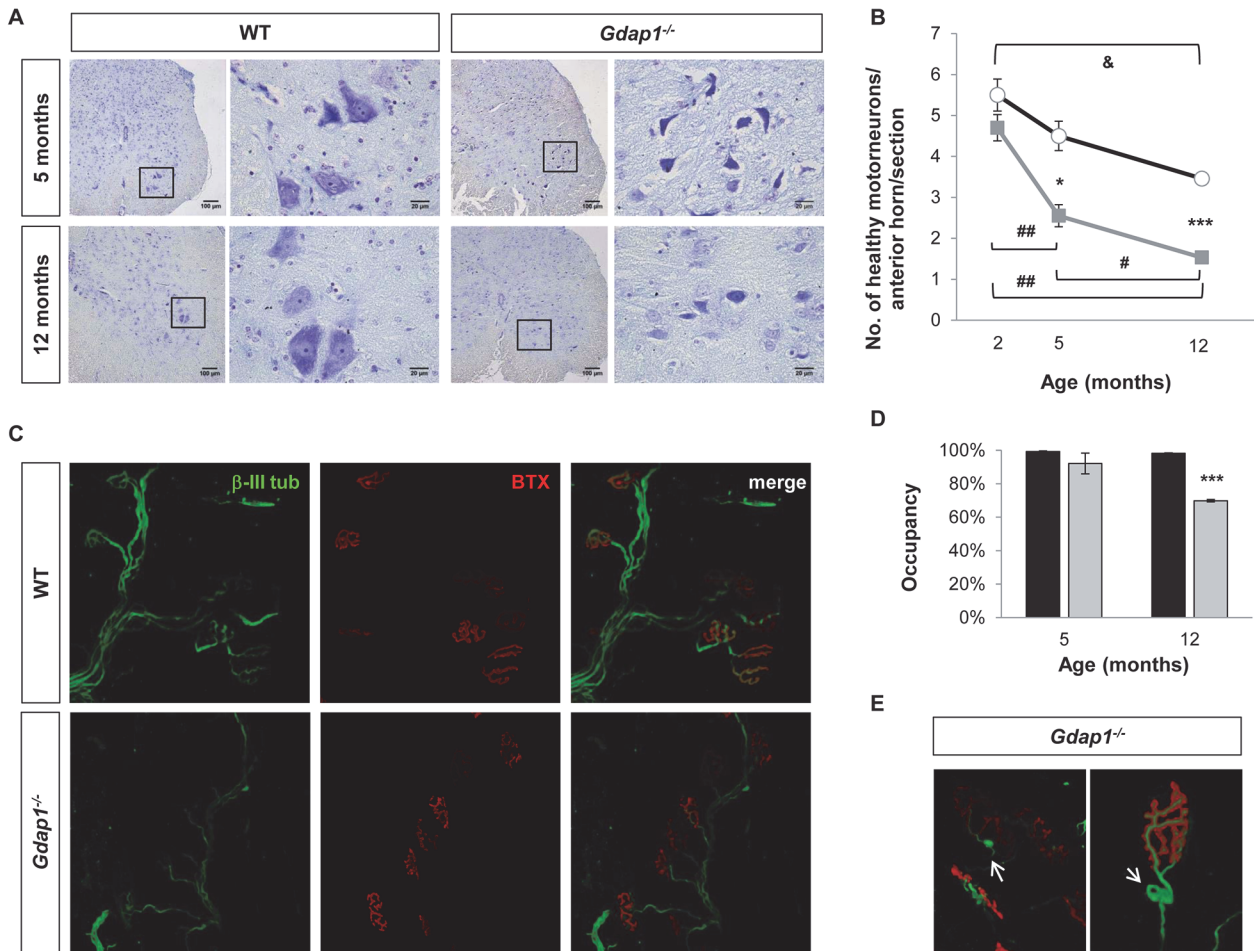 A
WT
Gdap1-/-
5 months
12 months
100 µm
20 µm
100 µm
20 µm
100 µm
20 µm
100 µm
20 µm
B
No. of healthy motorneurons/
anterior horn/section
7
6
5
4
3
2
1
0
&
*
***
##
#
##
2 5 12
Age (months)
C
WT
Gdap1-/-
β-III tub
BTX
merge
D
Occupancy
100%
80%
60%
40%
20%
0%
***
5 12
Age (months)
E
Gdap1-/-